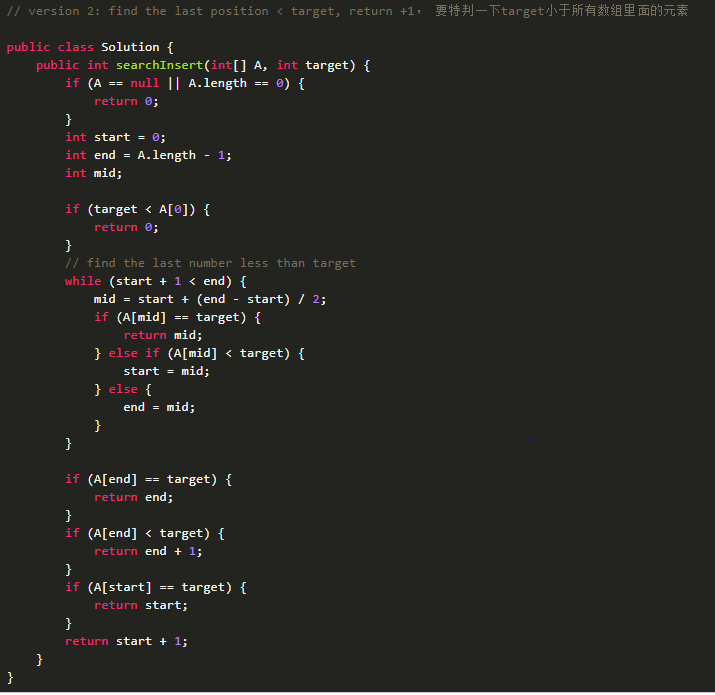 // version 2: find the last position < target, return +1， 要特判一下target小于所有数组里面的元素
public class Solution {
    public int searchInsert(int[] A, int target) {
        if (A == null || A.length == 0) {
            return 0;
        }
        int start = 0;
        int end = A.length - 1;
        int mid;
        if (target < A[0]) {
            return 0;
        }
        // find the last number less than target
        while (start + 1 < end) {
            mid = start + (end - start) / 2;
            if (A[mid] == target) {
                return mid;
            } else if (A[mid] < target) {
                start = mid;
            } else {
                end = mid;
            }
        }
        if (A[end] == target) {
            return end;
        }
        if (A[end] < target) {
            return end + 1;
        }
        if (A[start] == target) {
            return start;
        }
        return start + 1;
    }
}